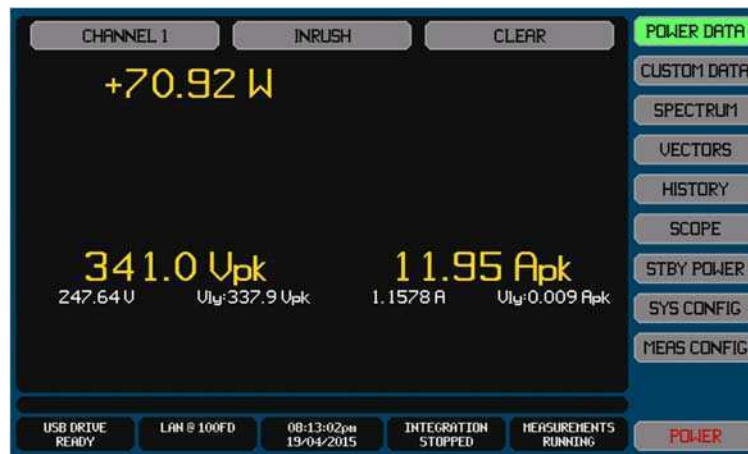 CHANNEL 1 INRUSH CLEAR
+70.92 W
341.0 Vpk 11.95 Apk
247.64 V Vly:337.9 Vpk 1.1578 A Vly:0.009 Apk
POWER DATA
CUSTOM DATA
SPECTRUM
VECTORS
HISTORY
SCOPE
STBY POWER
SYS CONFIG
MEAS CONFIG
USB DRIVE
READY
LAN @ 100FD
08:13:02pm
19/04/2015
INTEGRATION
STOPPED
MEASUREMENTS
RUNNING
POWER